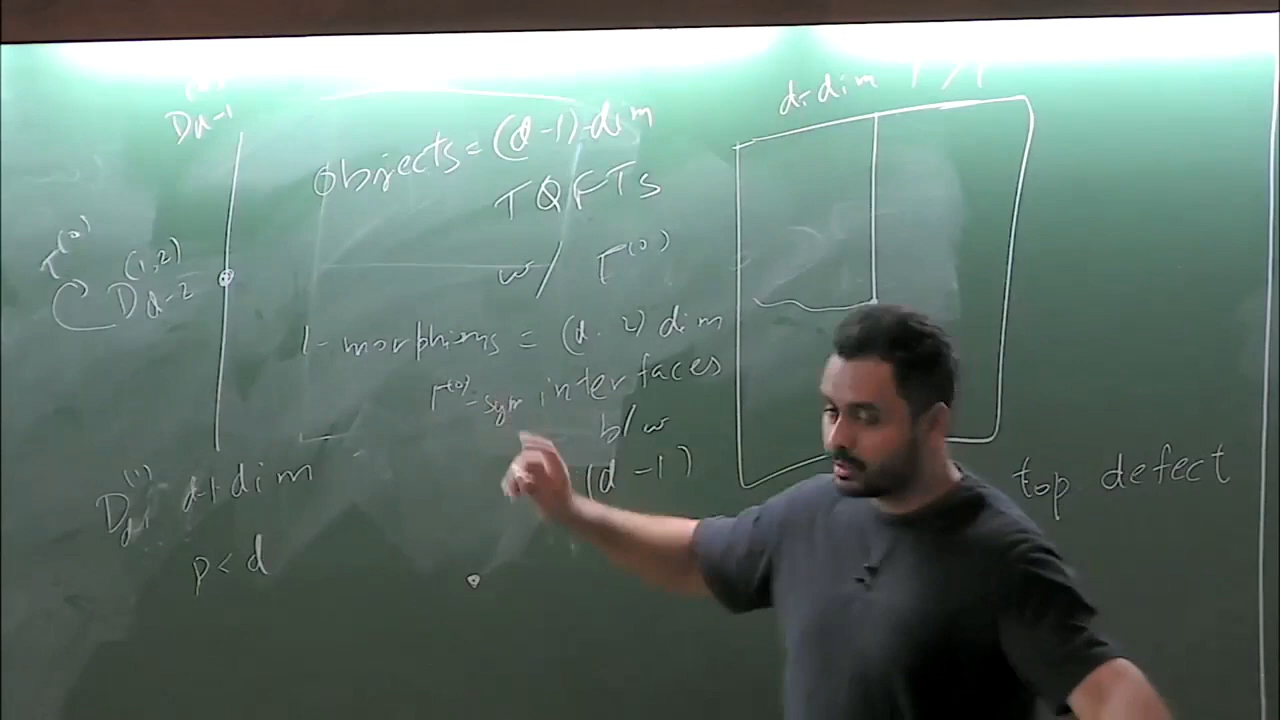 D_{d-1}
Γ^{(0)}
D_{d-2}^{(1,2)}
D_{d-1}^{(1)} d-1 dim
p < d
objects = (d-1)-dim
TQFTs
w/ Γ^{(0)}
1-morphisms = (d-2) dim
Γ^{(0)}-sym interfaces
b/w
(d-1)
d-dim
top. defect